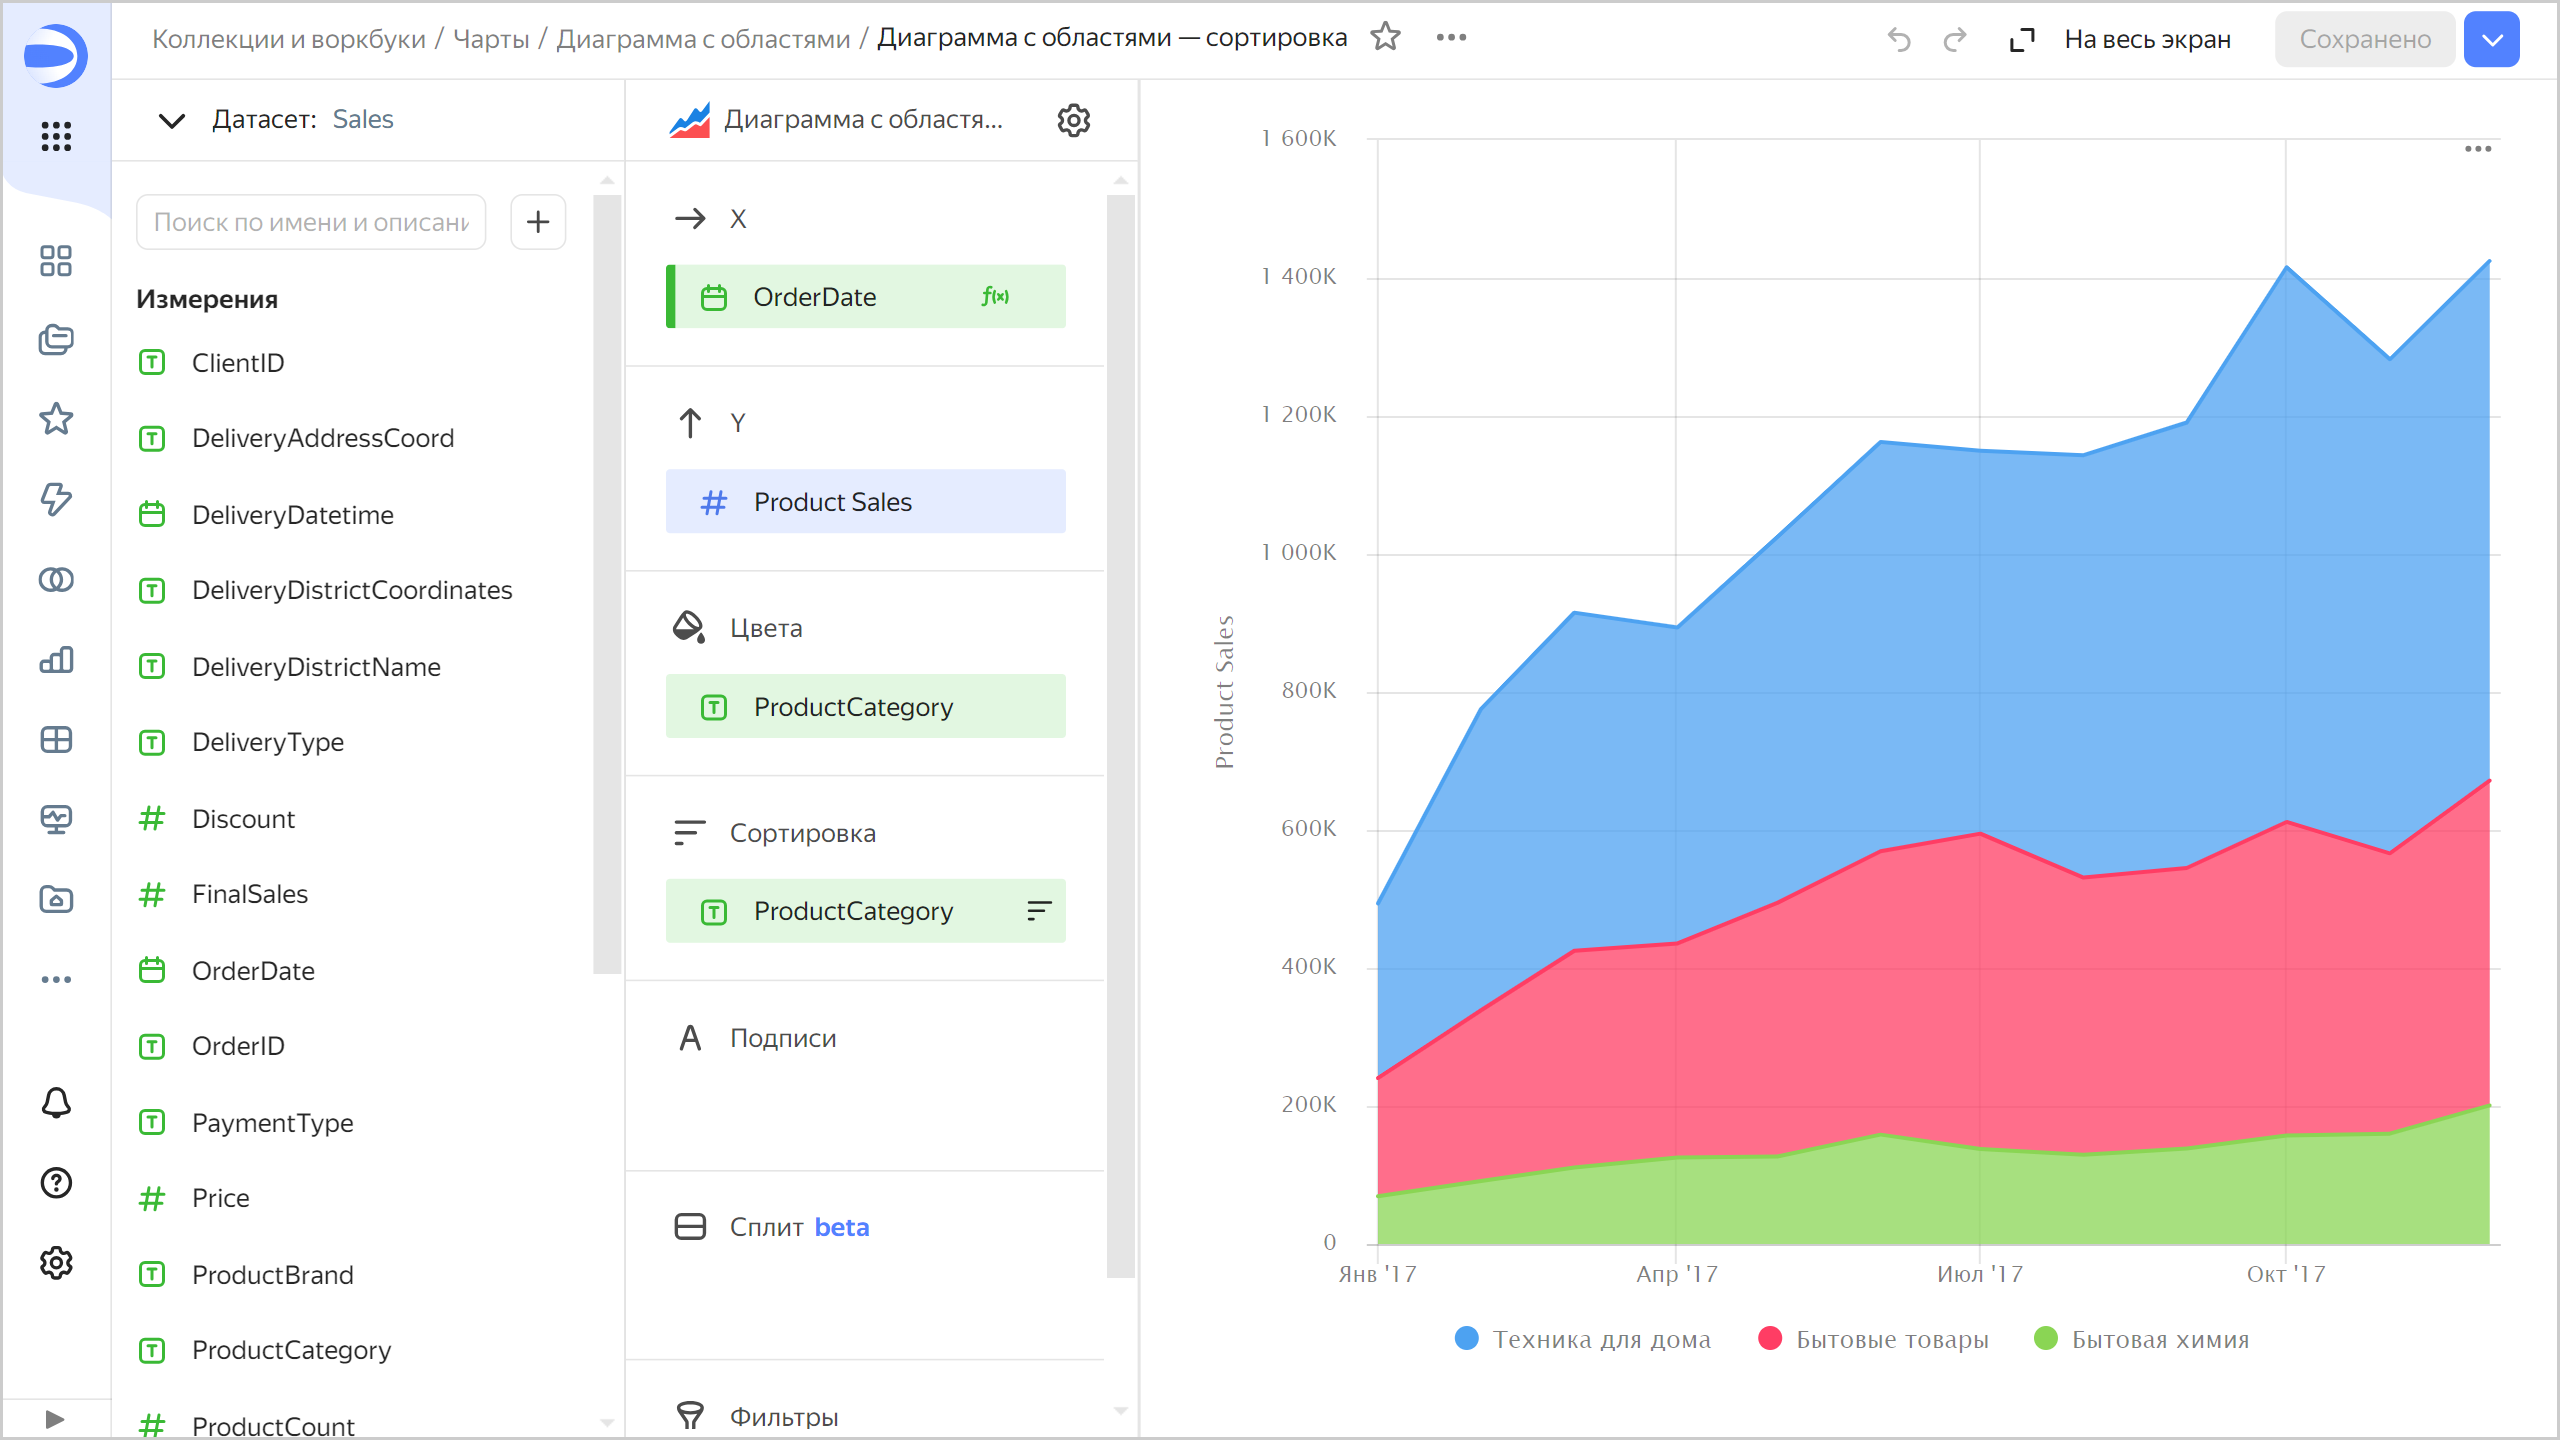 Коллекции и воркбуки / Чарты / Диаграмма с областями / Диаграмма с областями — сортировка
На весь экран
Сохранено
Датасет: Sales
Поиск по имени и описани
Измерения
ClientID
DeliveryAddressCoord
DeliveryDatetime
DeliveryDistrictCoordinates
DeliveryDistrictName
DeliveryType
Discount
FinalSales
OrderDate
OrderID
PaymentType
Price
ProductBrand
ProductCategory
ProductCount
Диаграмма с областя...
X
OrderDate f(x)
Y
Product Sales
Цвета
ProductCategory
Сортировка
ProductCategory
Подписи
Сплит beta
Фильтры
1 600K
1 400K
1 200K
1 000K
800K
600K
400K
200K
0
Product Sales
Янв '17
Апр '17
Июл '17
Окт '17
Техника для дома
Бытовые товары
Бытовая химия